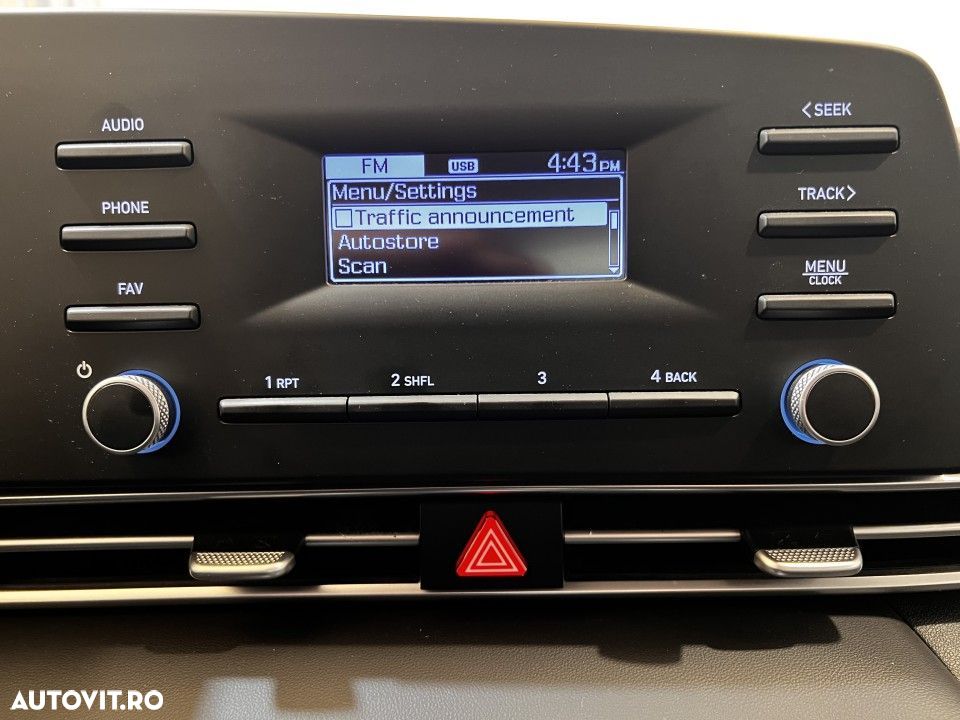 AUDIO
PHONE
FAV
FM USB 4:43PM
Menu/Settings
Traffic announcement
Autostore
Scan
<SEEK
TRACK>
MENU
CLOCK
1 RPT 2 SHFL 3 4 BACK
AUTOVIT.RO